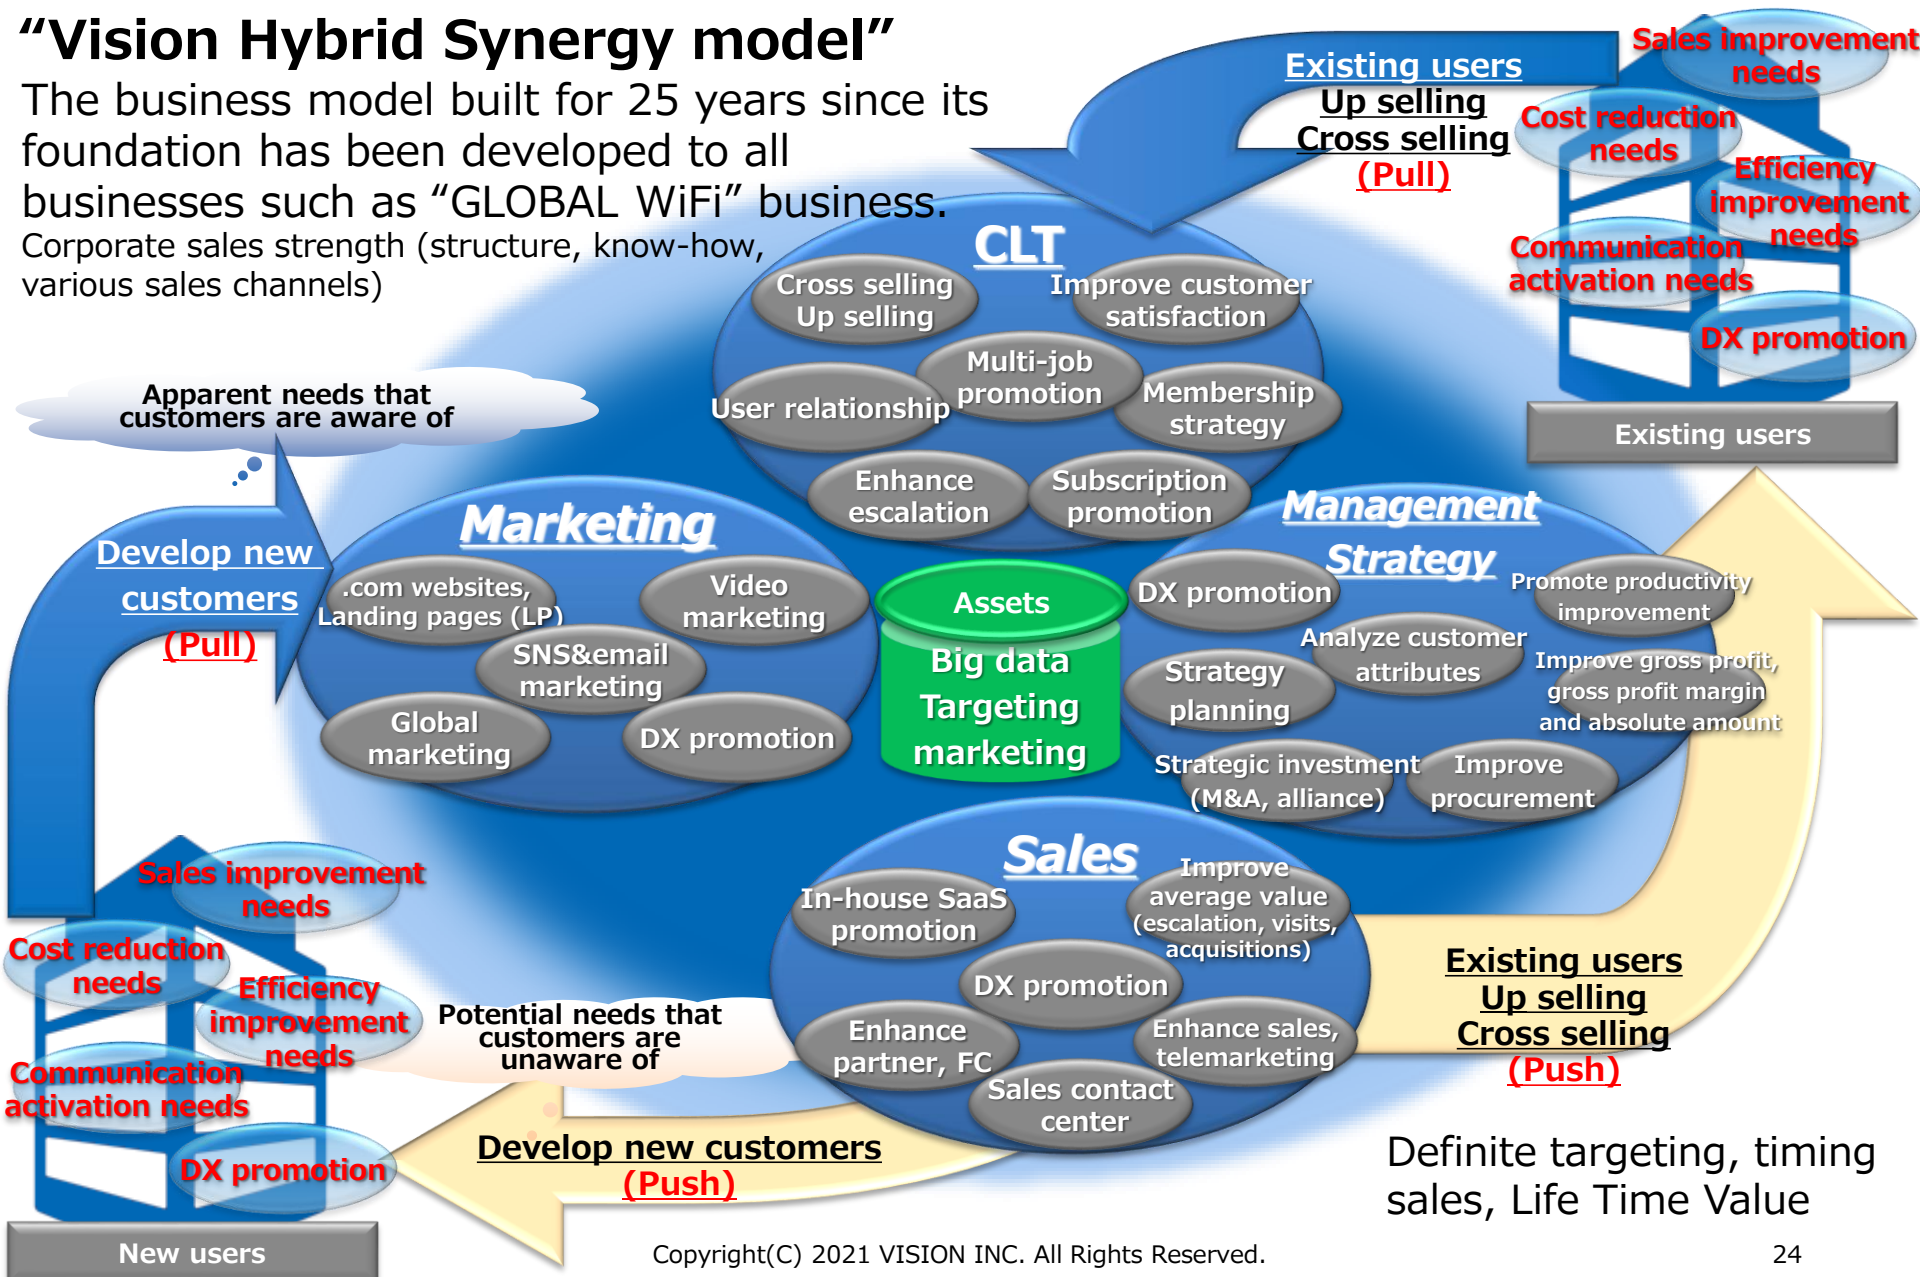 “Vision Hybrid Synergy model”
The business model built for 25 years since its
foundation has been developed to all
businesses such as “GLOBAL WiFi” business.
Corporate sales strength (structure, know-how,
various sales channels)
Existing users
Up selling
Cross selling
(Pull)
Sales improvement
needs
Cost reduction
needs
Efficiency
improvement
needs
Communication
activation needs
DX promotion
Existing users
CLT
Cross selling
Up selling
Improve customer
satisfaction
Multi-job
promotion
User relationship
Membership
strategy
Enhance
escalation
Subscription
promotion
Apparent needs that
customers are aware of
Develop new
customers
(Pull)
Marketing
.com websites,
Landing pages (LP)
Video
marketing
SNS&email
marketing
Global
marketing
DX promotion
Assets
Big data
Targeting
marketing
Management
Strategy
DX promotion
Promote productivity
improvement
Analyze customer
attributes
Strategy
planning
Improve gross profit,
gross profit margin
and absolute amount
Strategic investment
(M&A, alliance)
Improve
procurement
Sales
In-house SaaS
promotion
Improve
average value
(escalation, visits,
acquisitions)
DX promotion
Enhance
partner, FC
Enhance sales,
telemarketing
Sales contact
center
Existing users
Up selling
Cross selling
(Push)
Sales improvement
needs
Cost reduction
needs
Efficiency
improvement
needs
Communication
activation needs
DX promotion
New users
Potential needs that
customers are
unaware of
Develop new customers
(Push)
Definite targeting, timing
sales, Life Time Value
Copyright(C) 2021 VISION INC. All Rights Reserved.
24